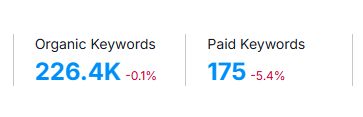 Organic Keywords
226.4K -0.1%
Paid Keywords
175 -5.4%